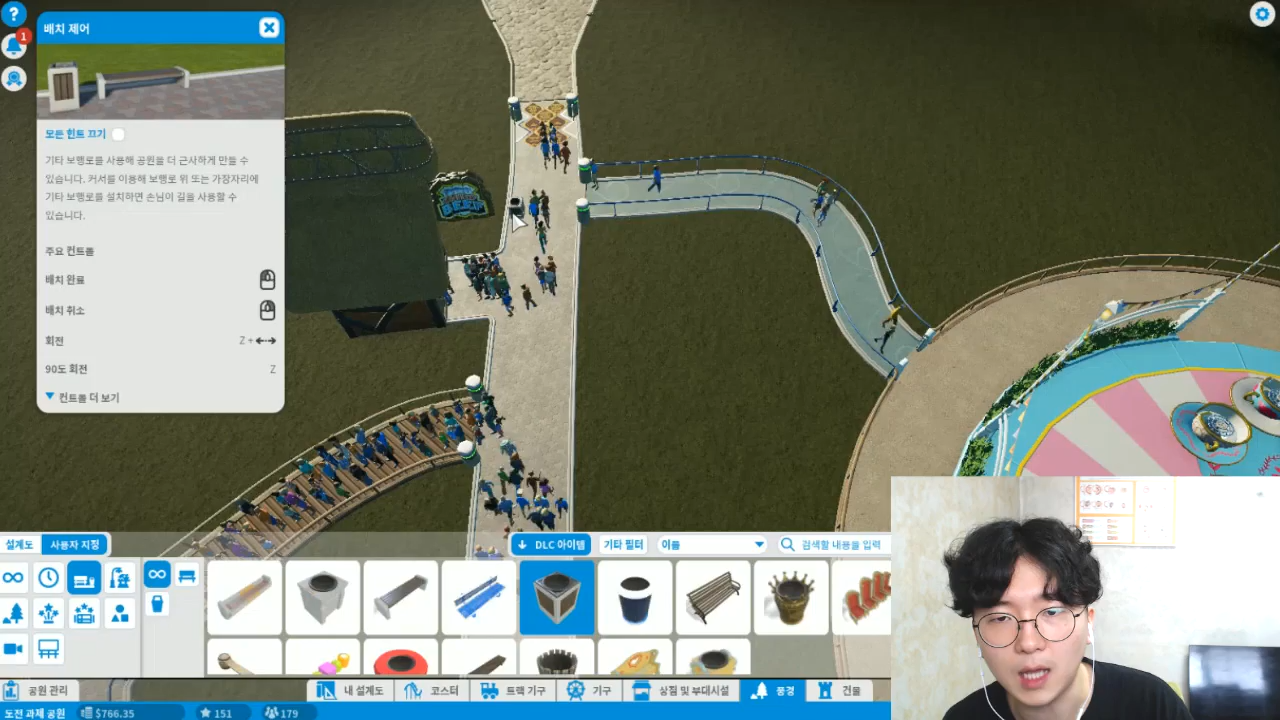 ?
1
배치 제어
모든 힌트 끄기
기타 보행로를 사용해 공원을 더 근사하게 만들 수
있습니다. 커서를 이용해 보행로 위 또는 가장자리에
기타 보행로를 설치하면 손님이 길을 사용할 수
있습니다.
주요 컨트롤
배치 완료
배치 취소
회전 Z +
90도 회전 Z
컨트롤 더 보기
설계도 사용자 지정 DLC 아이템 기타 필터 이름 검색할 내용을 입력
공원 관리 내 설계도 코스터 트랙 기구 기구 상점 및 부대시설 풍경 건물
도전 과제 공원 $766.35 151 179